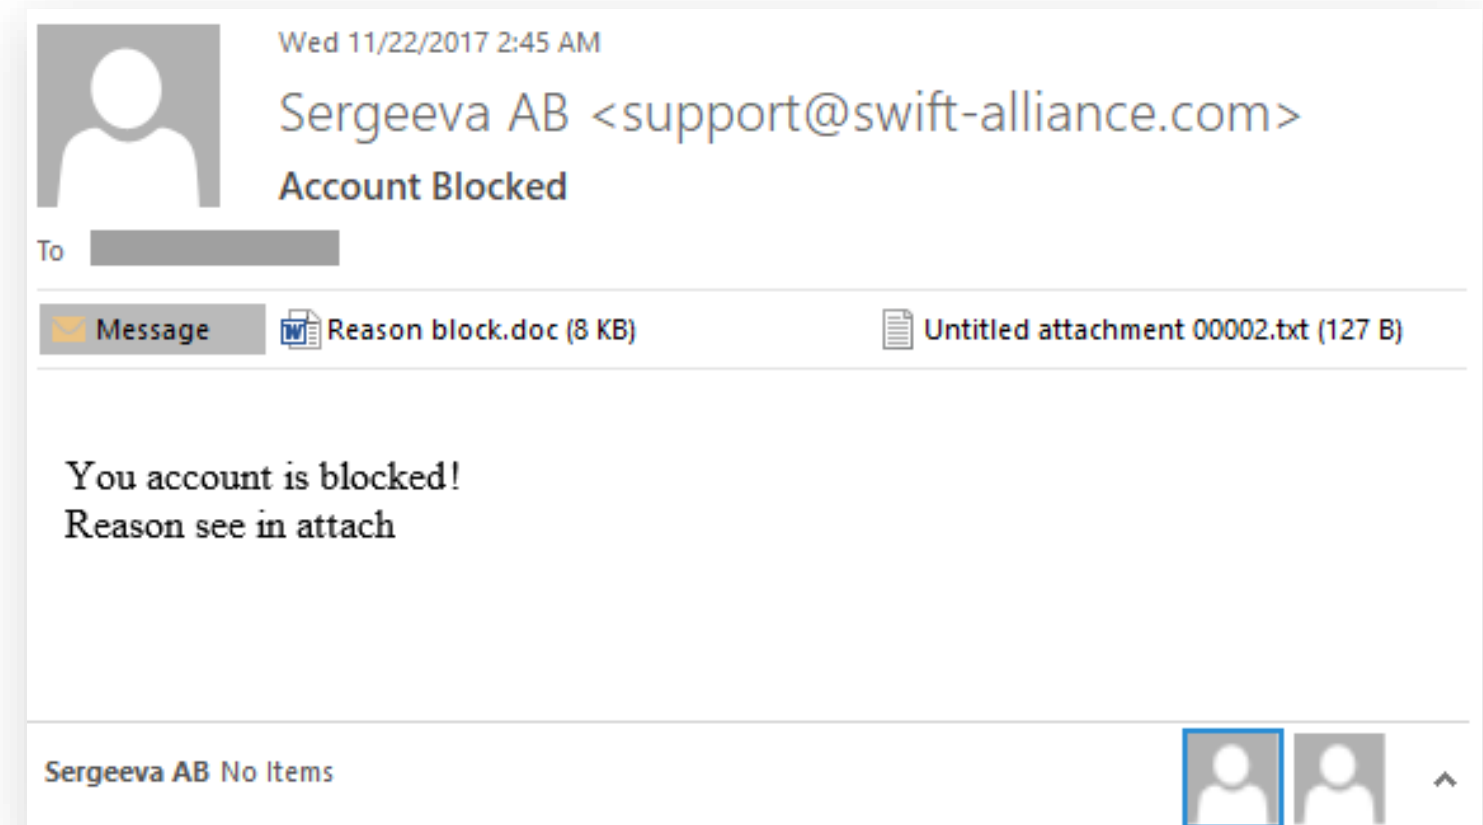 Wed 11/22/2017 2:45 AM
Sergeeva AB <support@swift-alliance.com>
Account Blocked
To
Message Reason block.doc (8 KB) Untitled attachment 00002.txt (127 B)
You account is blocked!
Reason see in attach
Sergeeva AB No Items